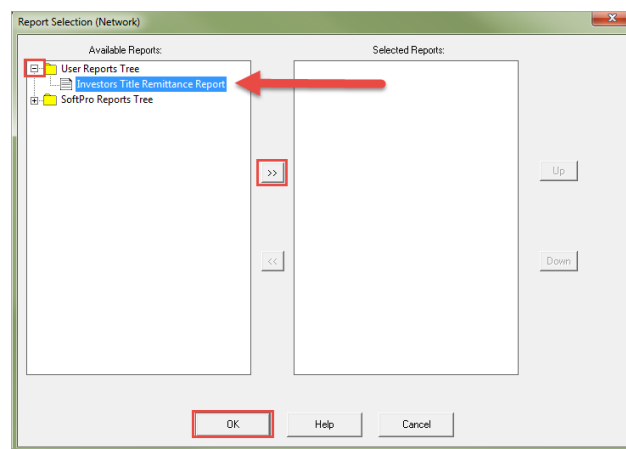 Report Selection (Network)
Available Reports:
Selected Reports:
User Reports Tree
Investors Title Remittance Report
SoftPro Reports Tree
>>
Up
<<
Down
OK
Help
Cancel